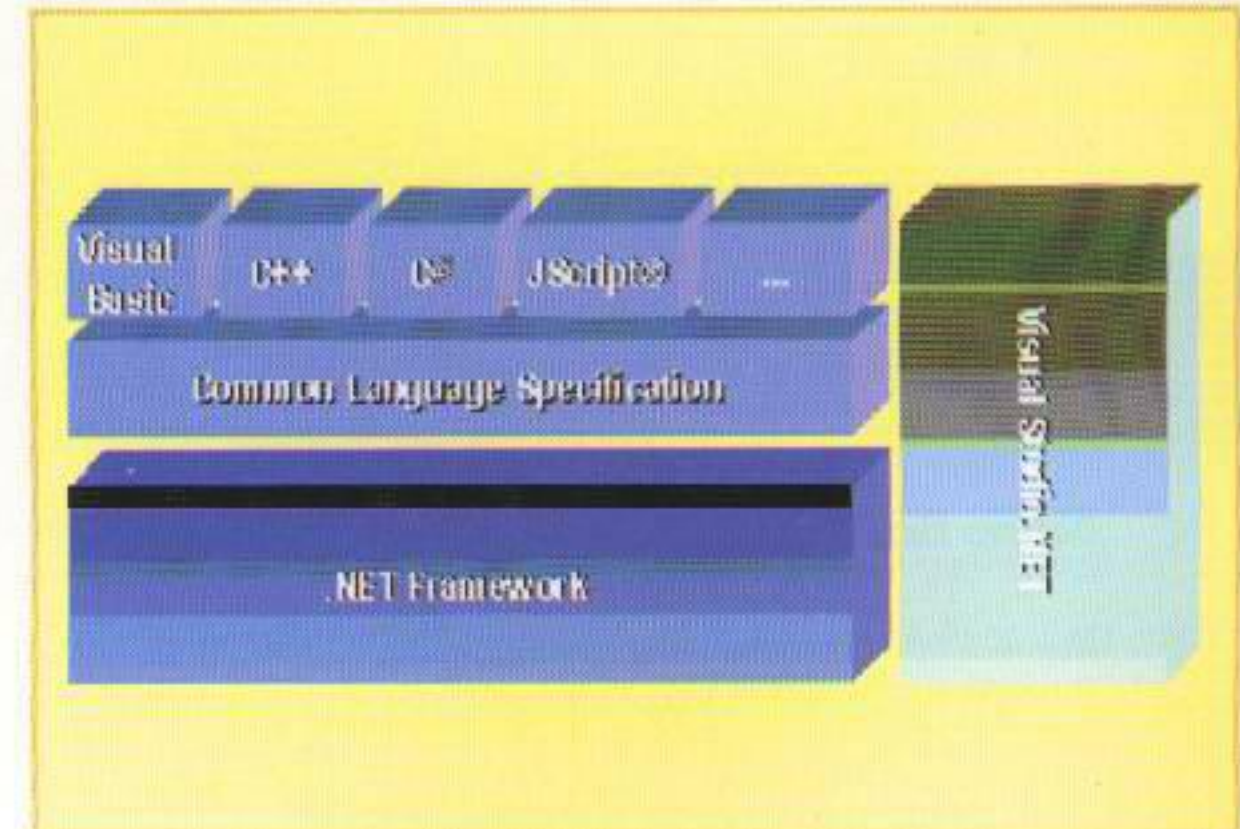 Visual
Basic
C++
C#
JScript®
...
Common Language Specification
.NET Framework
Visual Studio.NET